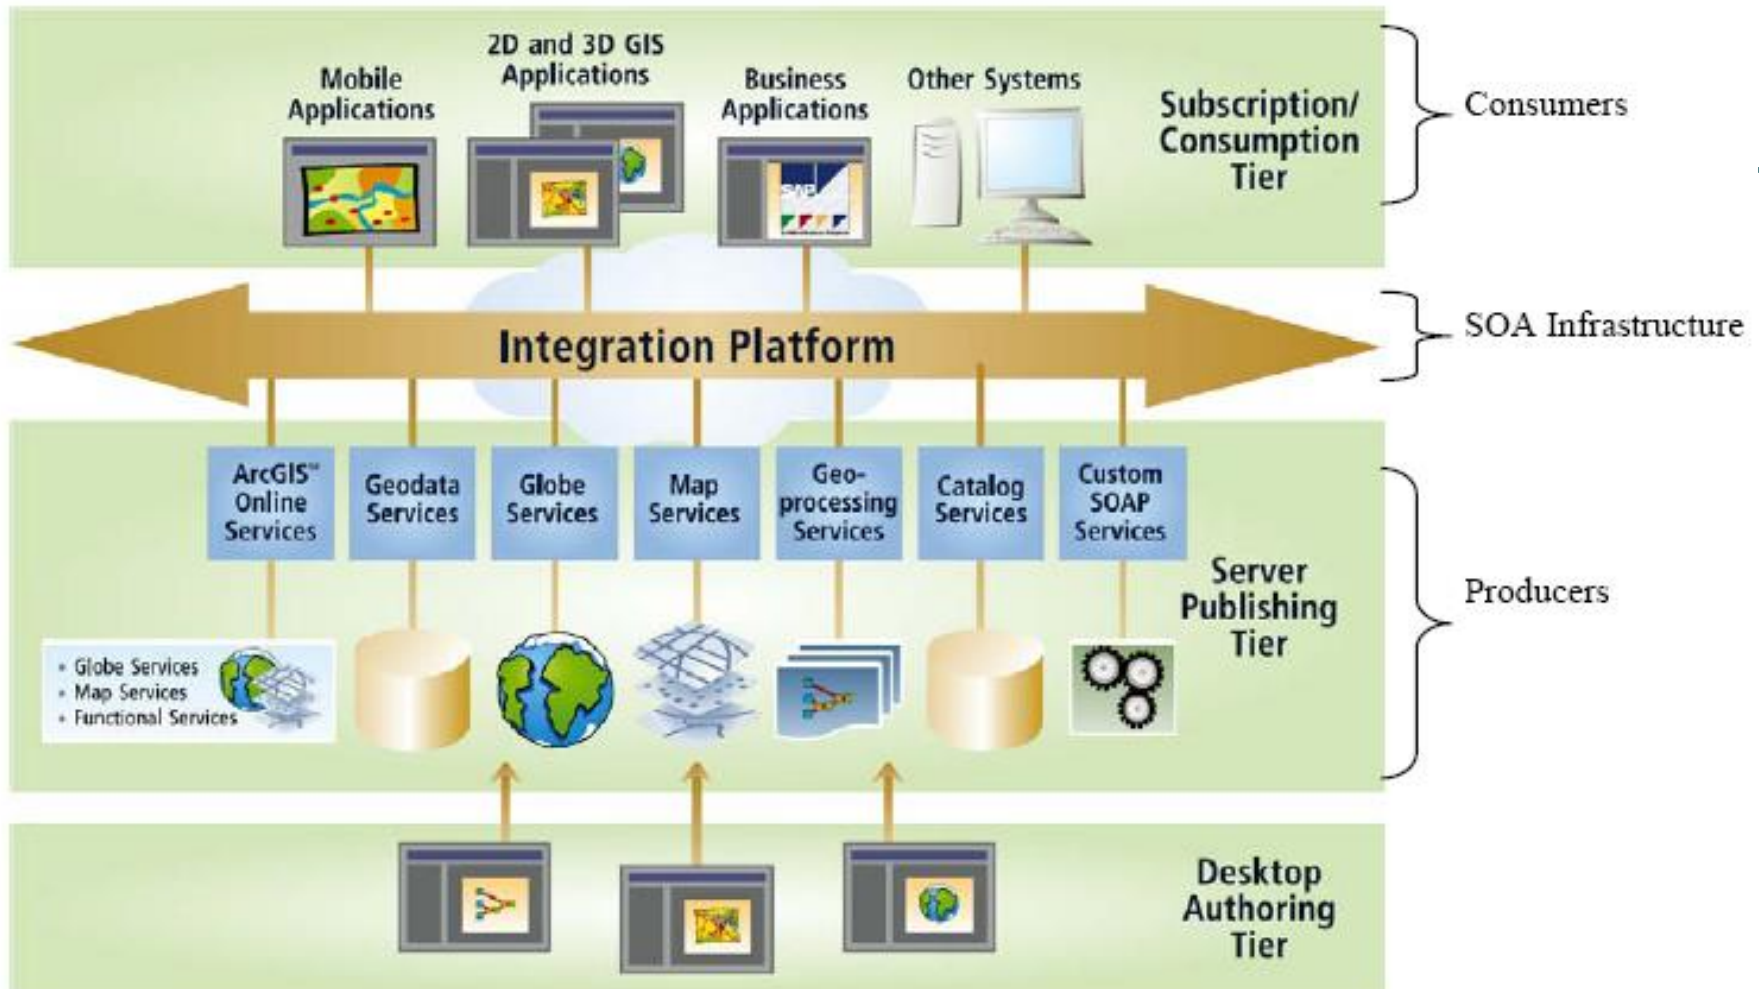 2D and 3D GIS
Applications
Mobile
Applications
Business
Applications
Other Systems
Subscription/
Consumption
Tier
Consumers
SAP
Integration Platform
SOA Infrastructure
ArcGIS℠
Online
Services
Geodata
Services
Globe
Services
Map
Services
Geo-
processing
Services
Catalog
Services
Custom
SOAP
Services
Server
Publishing
Tier
Producers
• Globe Services
• Map Services
• Functional Services
Desktop
Authoring
Tier